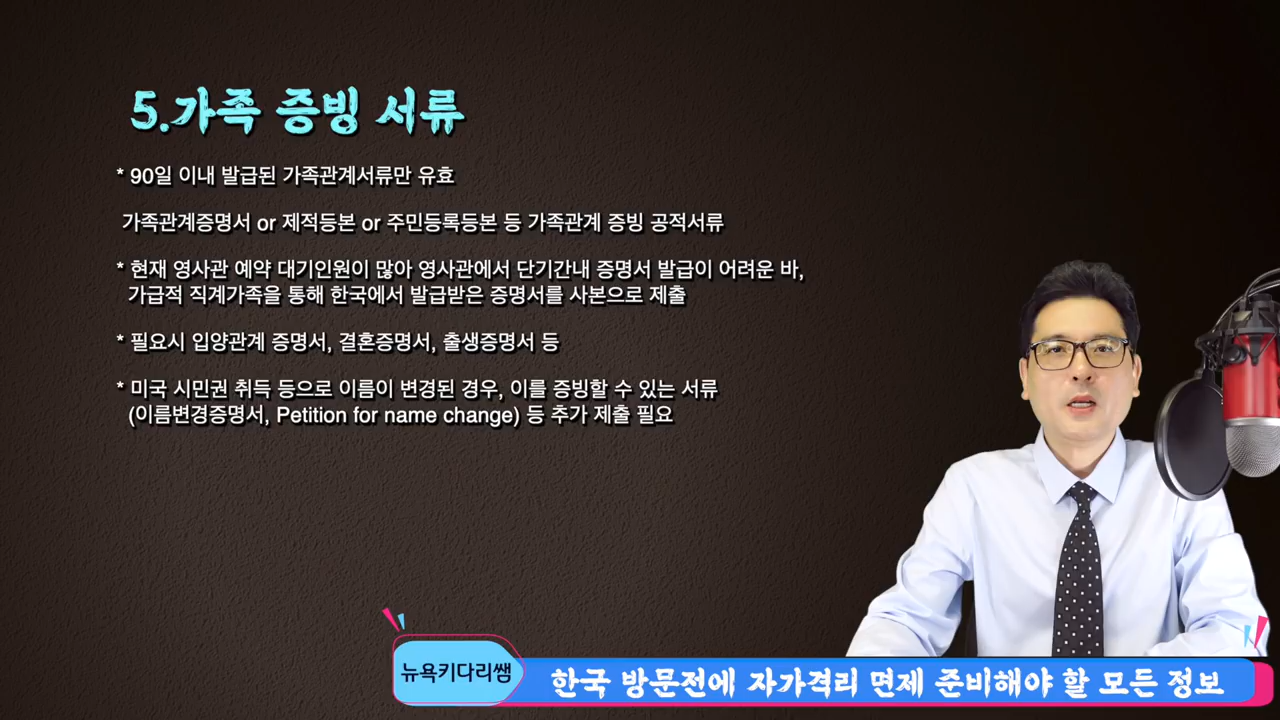 5.가족 증빙 서류
* 90일 이내 발급된 가족관계서류만 유효
가족관계증명서 or 제적등본 or 주민등록등본 등 가족관계 증빙 공적서류
* 현재 영사관 예약 대기인원이 많아 영사관에서 단기간내 증명서 발급이 어려운 바,
가급적 직계가족을 통해 한국에서 발급받은 증명서를 사본으로 제출
* 필요시 입양관계 증명서, 결혼증명서, 출생증명서 등
* 미국 시민권 취득 등으로 이름이 변경된 경우, 이를 증빙할 수 있는 서류
(이름변경증명서, Petition for name change) 등 추가 제출 필요
뉴욕키다리쌤
한국 방문전에 자가격리 면제 준비해야 할 모든 정보